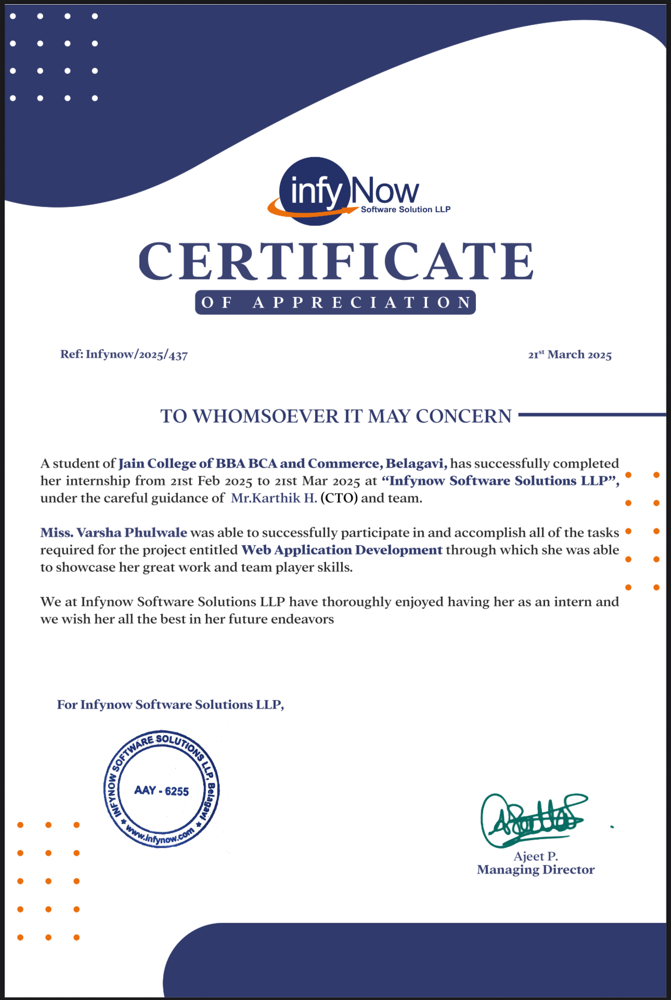 infyNow
Software Solution LLP
CERTIFICATE
OF APPRECIATION
Ref: Infynow/2025/437
21st March 2025
TO WHOMSOEVER IT MAY CONCERN
A student of Jain College of BBA BCA and Commerce, Belagavi, has successfully completed
her internship from 21st Feb 2025 to 21st Mar 2025 at “Infynow Software Solutions LLP”,
under the careful guidance of Mr.Karthik H. (CTO) and team.
Miss. Varsha Phulwale was able to successfully participate in and accomplish all of the tasks
required for the project entitled Web Application Development through which she was able
to showcase her great work and team player skills.
We at Infynow Software Solutions LLP have thoroughly enjoyed having her as an intern and
we wish her all the best in her future endeavors
For Infynow Software Solutions LLP,
INFYNOW SOFTWARE SOLUTIONS LLP, Belagavi
AAY - 6255
www.infynow.com
Ajeet P.
Managing Director